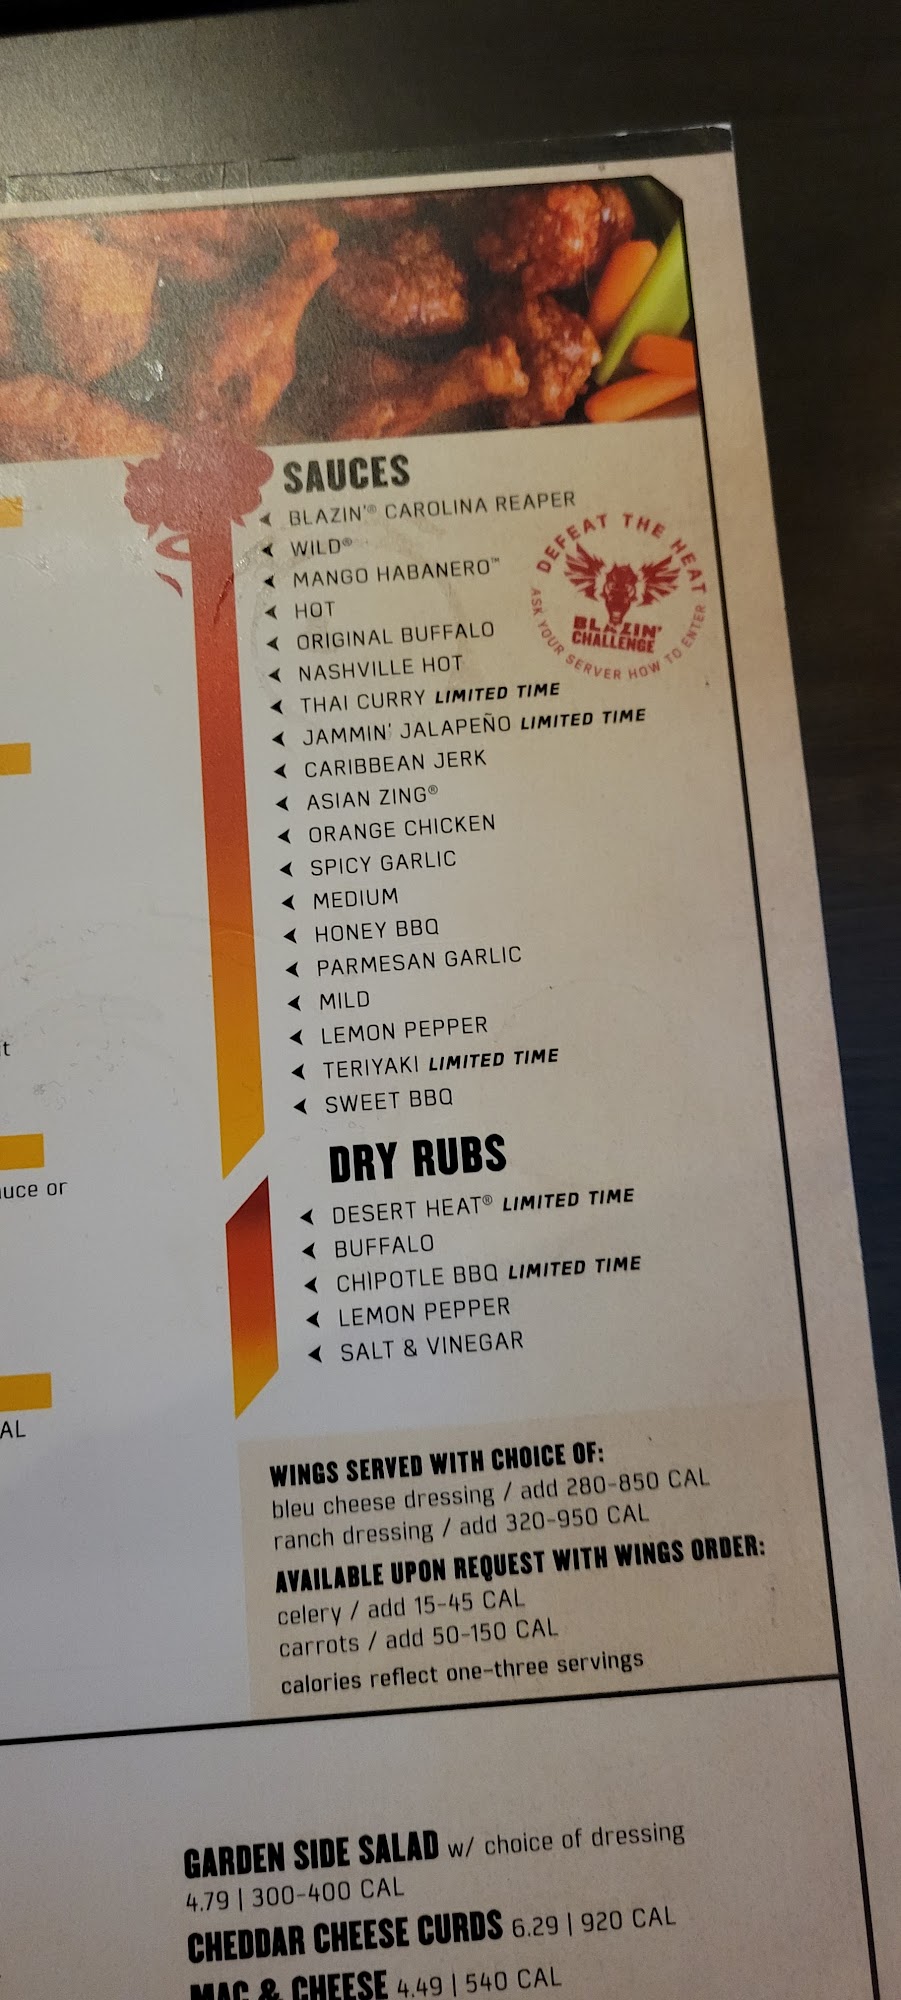 SAUCES
BLAZIN'® CAROLINA REAPER
WILD®
MANGO HABANERO™
HOT
ORIGINAL BUFFALO
NASHVILLE HOT
THAI CURRY LIMITED TIME
JAMMIN' JALAPEÑO LIMITED TIME
CARIBBEAN JERK
ASIAN ZING®
ORANGE CHICKEN
SPICY GARLIC
MEDIUM
HONEY BBQ
PARMESAN GARLIC
MILD
LEMON PEPPER
TERIYAKI LIMITED TIME
SWEET BBQ
DEFEAT THE HEAT
BLAZIN'
CHALLENGE
ASK YOUR SERVER HOW TO ENTER
DRY RUBS
DESERT HEAT® LIMITED TIME
BUFFALO
CHIPOTLE BBQ LIMITED TIME
LEMON PEPPER
SALT & VINEGAR
WINGS SERVED WITH CHOICE OF:
bleu cheese dressing / add 280-850 CAL
ranch dressing / add 320-950 CAL
AVAILABLE UPON REQUEST WITH WINGS ORDER:
celery / add 15-45 CAL
carrots / add 50-150 CAL
calories reflect one-three servings
GARDEN SIDE SALAD w/ choice of dressing
4.79 | 300-400 CAL
CHEDDAR CHEESE CURDS 6.29 | 920 CAL
MAC & CHEESE 4.49 | 540 CAL
or